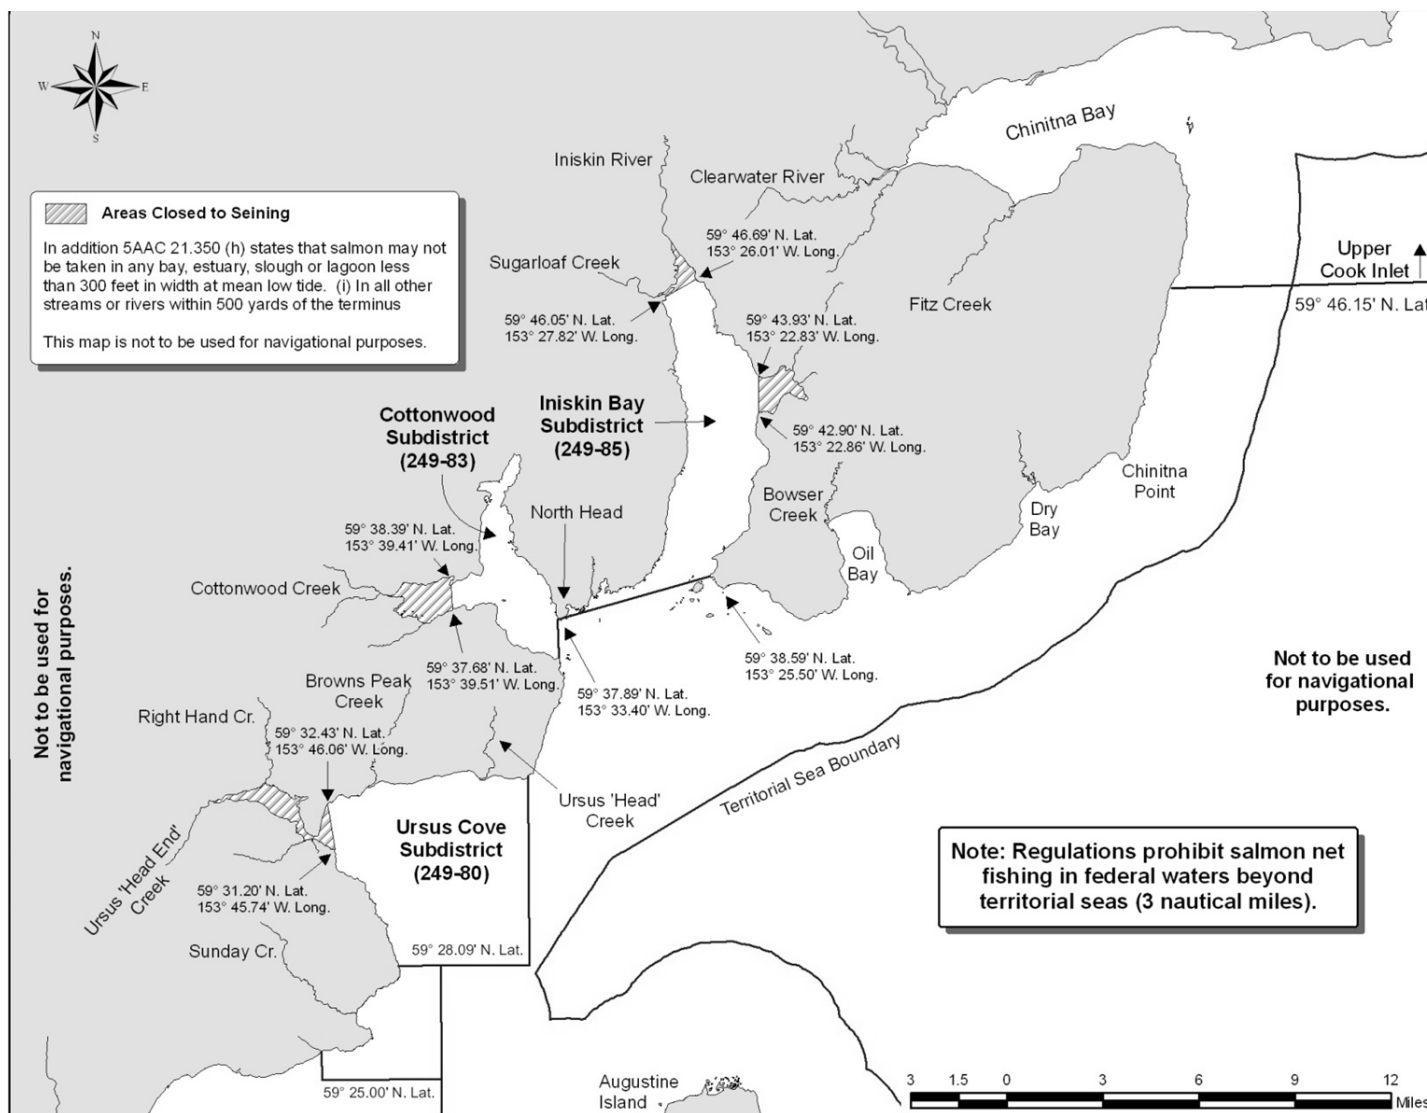 N
W
E
S
Areas Closed to Seining
In addition 5AAC 21.350 (h) states that salmon may not
be taken in any bay, estuary, slough or lagoon less
than 300 feet in width at mean low tide. (i) In all other
streams or rivers within 500 yards of the terminus
This map is not to be used for navigational purposes.
Chinitna Bay
Iniskin River
Clearwater River
59° 46.69' N. Lat.
153° 26.01' W. Long.
Sugarloaf Creek
Fitz Creek
Upper
Cook Inlet
59° 46.15' N. Lat
59° 46.05' N. Lat.
153° 27.82' W. Long.
59° 43.93' N. Lat.
153° 22.83' W. Long.
Cottonwood
Subdistrict
(249-83)
Iniskin Bay
Subdistrict
(249-85)
59° 42.90' N. Lat.
153° 22.86' W. Long.
Chinitna
Point
Bowser
Creek
Dry
Bay
North Head
59° 38.39' N. Lat.
153° 39.41' W. Long.
Oil
Bay
Cottonwood Creek
Not to be used for
navigational purposes.
59° 37.68' N. Lat.
153° 39.51' W. Long.
59° 38.59' N. Lat.
153° 25.50' W. Long.
59° 37.89' N. Lat.
153° 33.40' W. Long.
Not to be used
for navigational
purposes.
Browns Peak
Creek
Right Hand Cr.
59° 32.43' N. Lat.
153° 46.06' W. Long.
Territorial Sea Boundary
Ursus 'Head'
Creek
Ursus Cove
Subdistrict
(249-80)
Ursus 'Head End'
Creek
59° 31.20' N. Lat.
153° 45.74' W. Long.
Note: Regulations prohibit salmon net
fishing in federal waters beyond
territorial seas (3 nautical miles).
Sunday Cr.
59° 28.09' N. Lat.
59° 25.00' N. Lat.
Augustine
Island
3 1.5 0 3 6 9 12
Miles